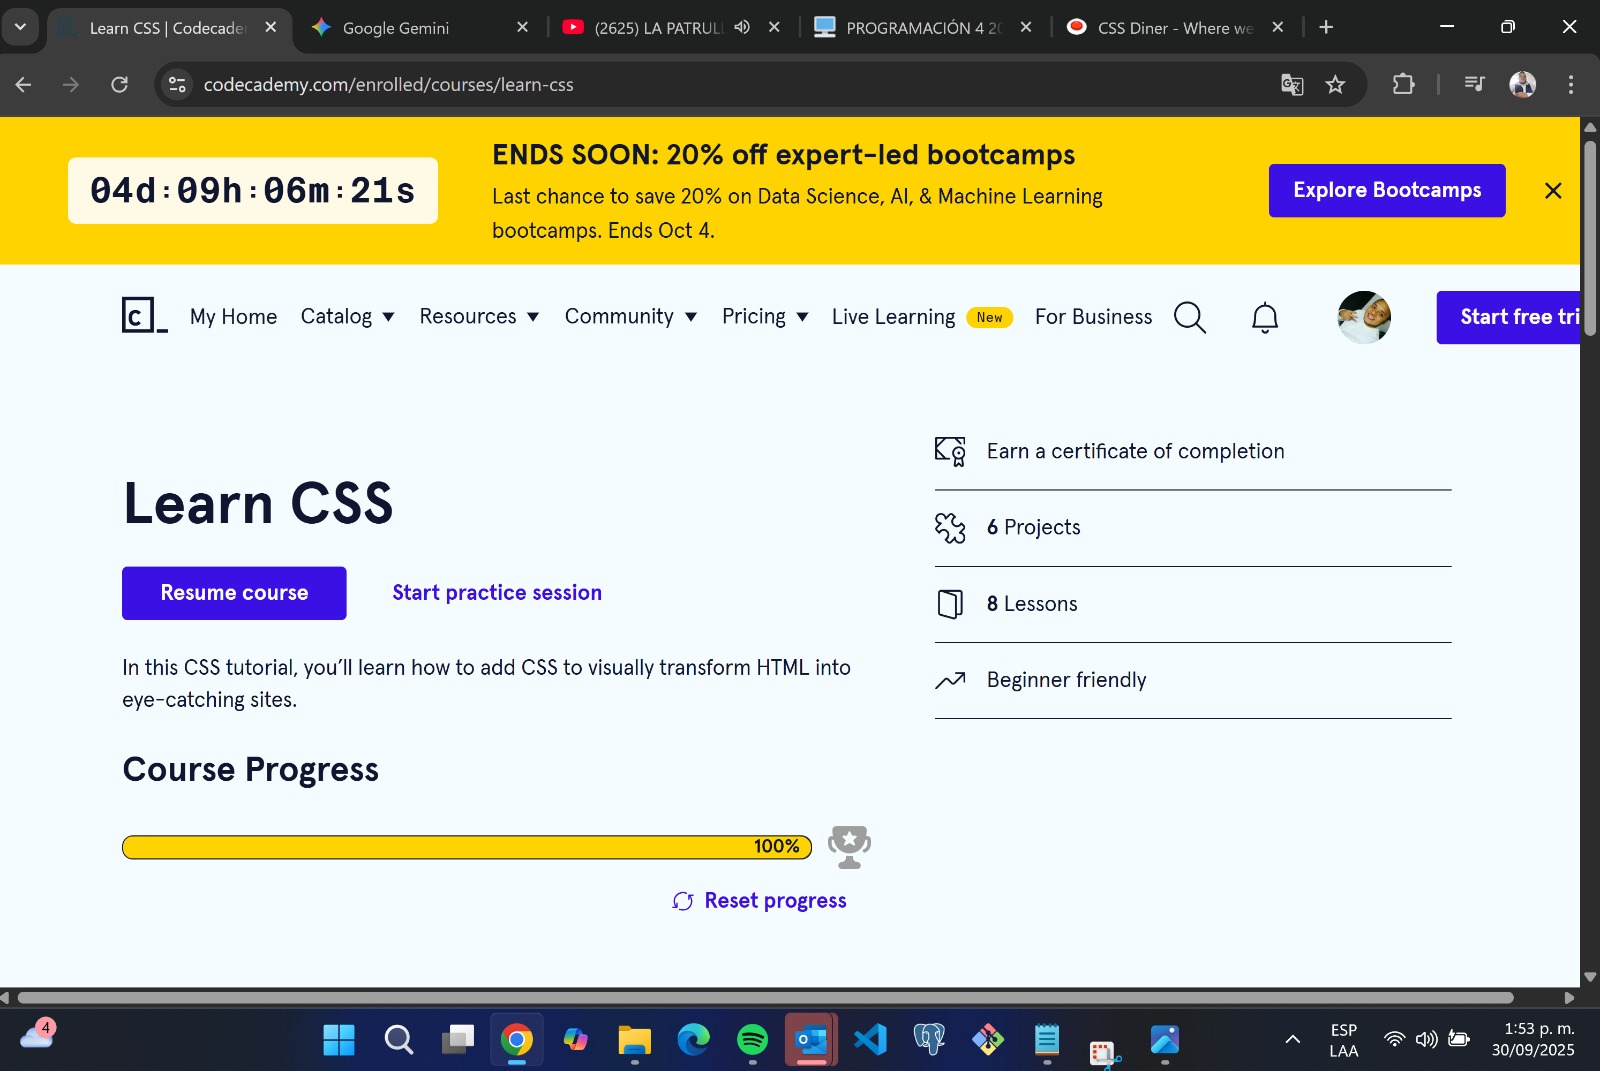 Learn CSS | Codecader
Google Gemini
(2625) LA PATRULL
PROGRAMACIÓN 4 20
CSS Diner - Where we
codecademy.com/enrolled/courses/learn-css
04d:09h:06m:21s
ENDS SOON: 20% off expert-led bootcamps
Last chance to save 20% on Data Science, AI, & Machine Learning
bootcamps. Ends Oct 4.
Explore Bootcamps
My Home
Catalog
Resources
Community
Pricing
Live Learning
New
For Business
Start free tri
Learn CSS
Resume course
Start practice session
In this CSS tutorial, you’ll learn how to add CSS to visually transform HTML into
eye-catching sites.
Earn a certificate of completion
6 Projects
8 Lessons
Beginner friendly
Course Progress
100%
Reset progress
4
ESP
LAA
1:53 p. m.
30/09/2025